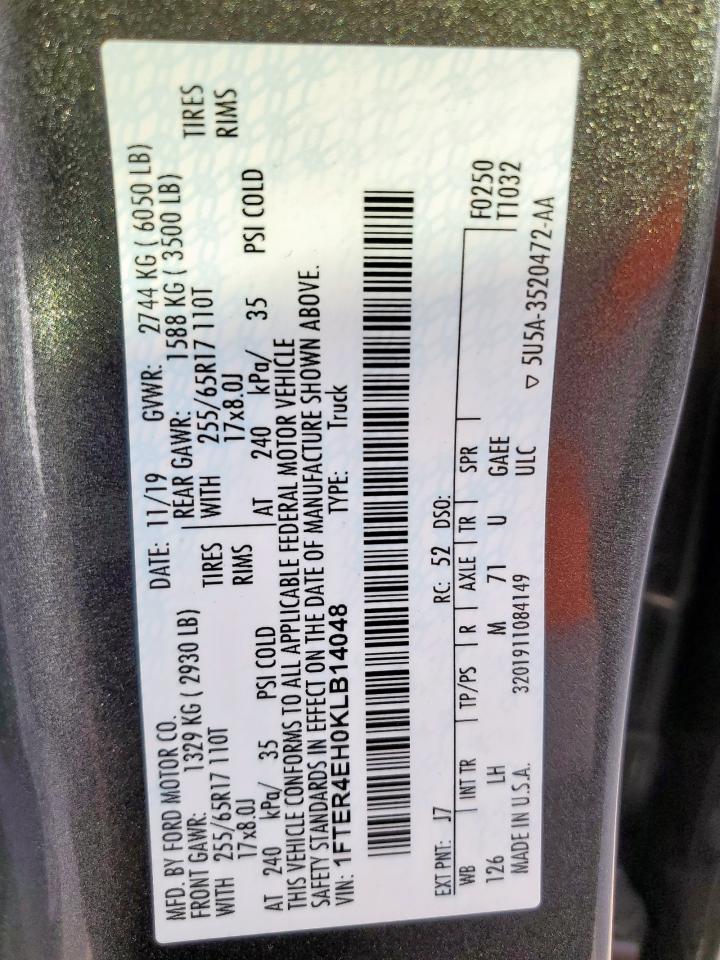 MFD. BY FORD MOTOR CO.
DATE: 11/19 GVWR: 2744 KG ( 6050 LB)
FRONT GAWR: 1329 KG ( 2930 LB)
REAR GAWR: 1588 KG ( 3500 LB)
WITH 255/65R17 110T TIRES
WITH 255/65R17 110T TIRES
17x8.0J RIMS
17x8.0J RIMS
AT 240 kPa/ 35 PSI COLD
AT 240 kPa/ 35 PSI COLD
THIS VEHICLE CONFORMS TO ALL APPLICABLE FEDERAL MOTOR VEHICLE
SAFETY STANDARDS IN EFFECT ON THE DATE OF MANUFACTURE SHOWN ABOVE.
VIN: 1FTER4EH0KLB14048 TYPE: Truck
EXT PNT: J7 RC: 52 DSO:
WB INT TR TP/PS R AXLE TR SPR F0250
126 LH M 71 U GAEE T1032
MADE IN U.S.A. 3201911084149 ULC
▽ 5U5A-3520472-AA